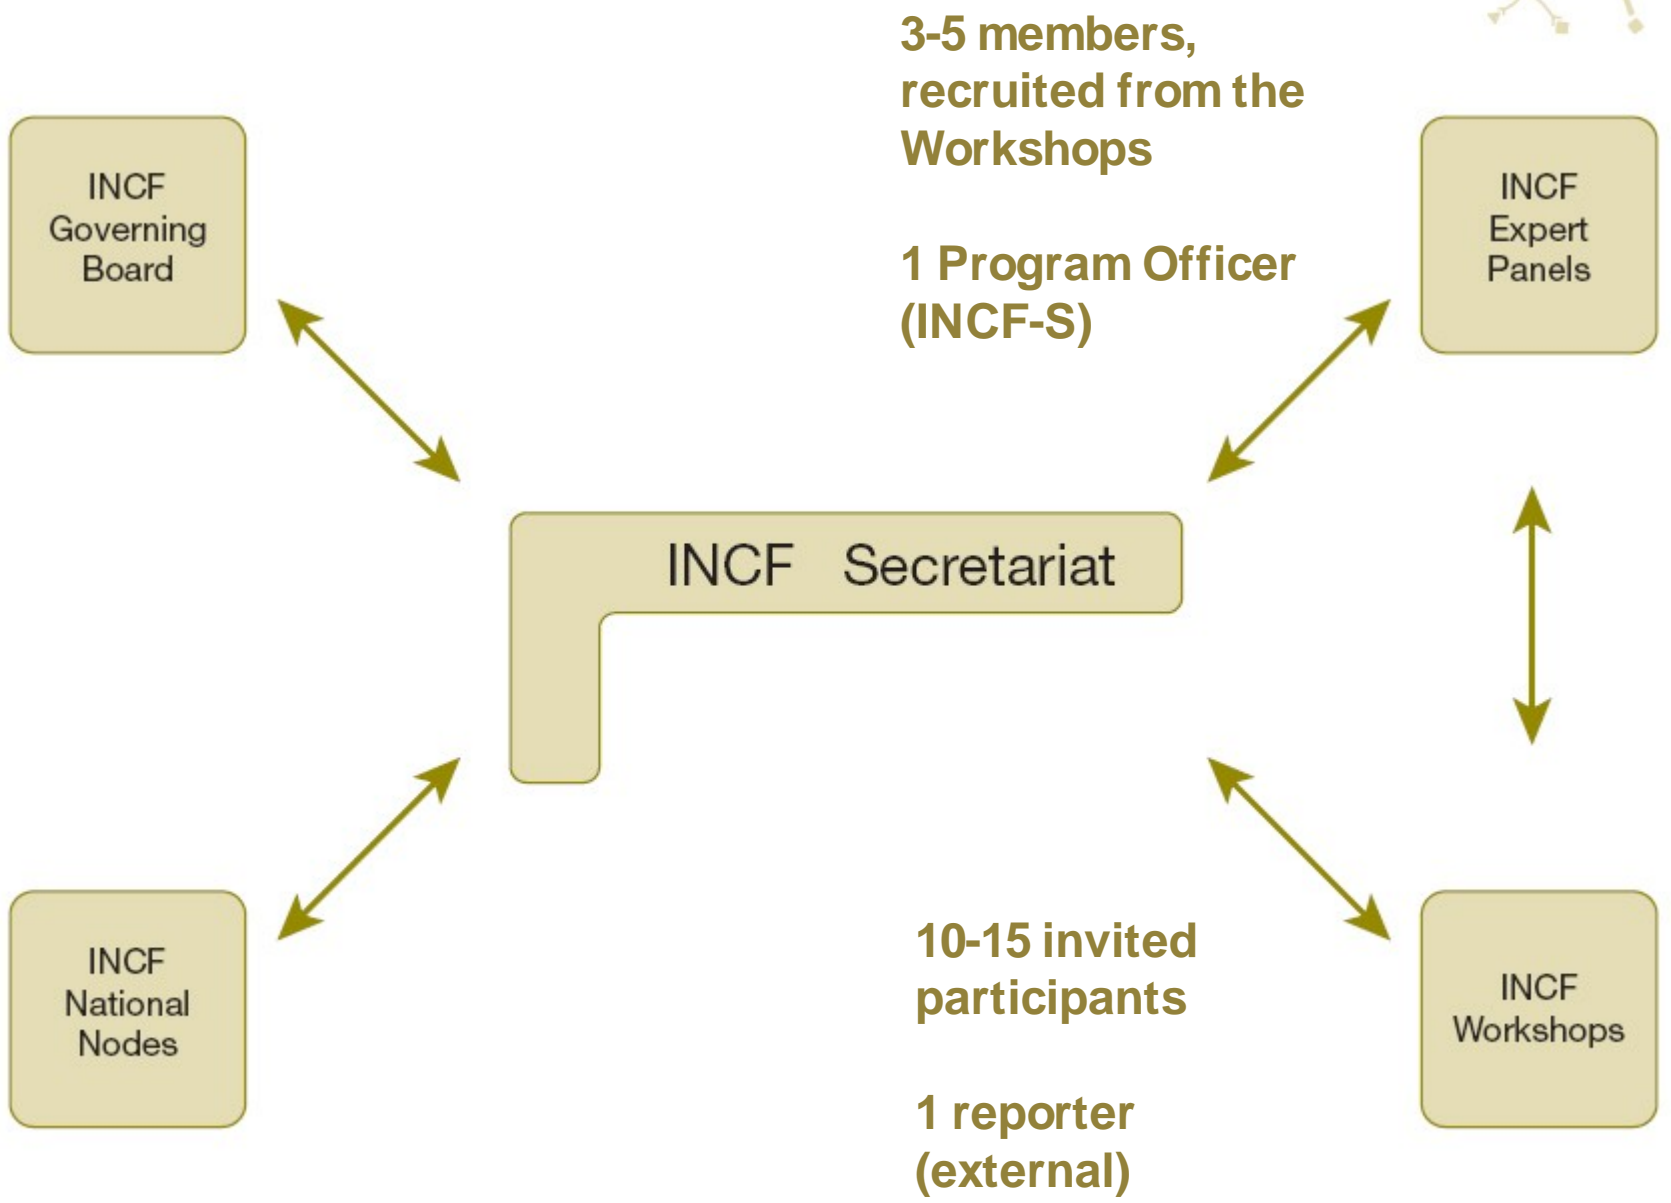 3-5 members,
recruited from the
Workshops
1 Program Officer
(INCF-S)
INCF
Governing
Board
INCF
Expert
Panels
INCF Secretariat
INCF
National
Nodes
10-15 invited
participants
1 reporter
(external)
INCF
Workshops